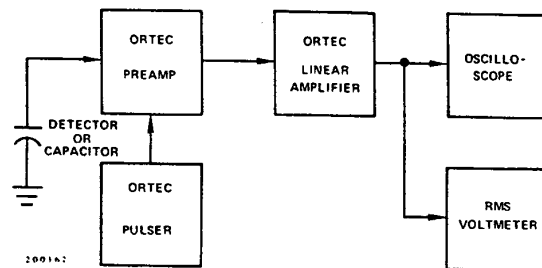 ORTEC
PREAMP
ORTEC
LINEAR
AMPLIFIER
OSCILLO-
SCOPE
DETECTOR
OR
CAPACITOR
ORTEC
PULSER
RMS
VOLTMETER